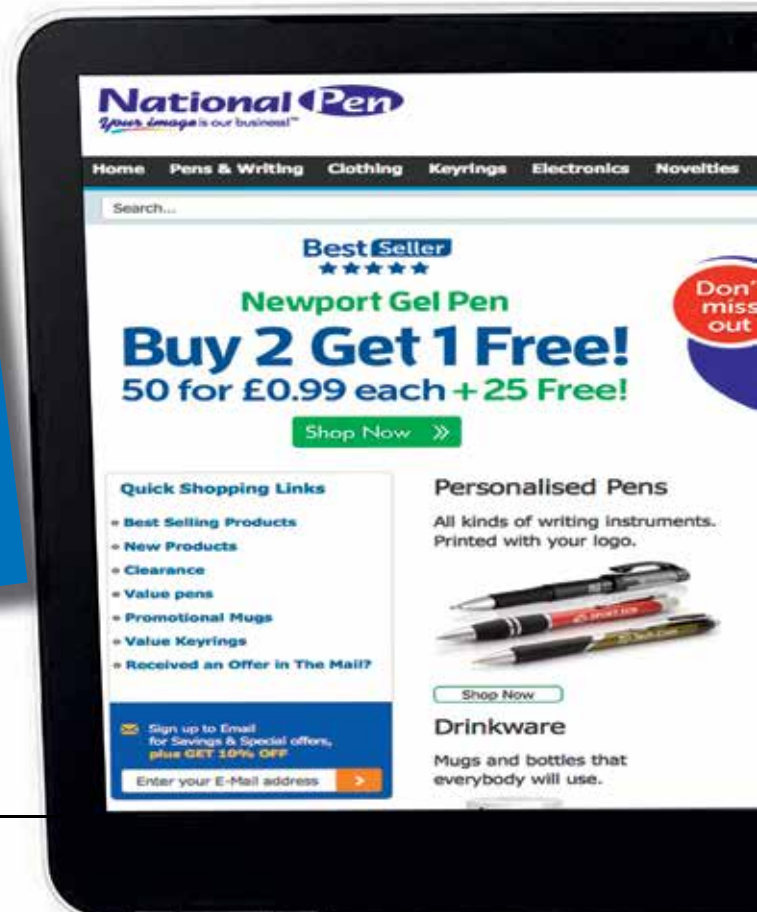 National Pen
Your image is our business!™
Home Pens & Writing Clothing Keyrings Electronics Novelties
Search...
Best Seller
Newport Gel Pen
Buy 2 Get 1 Free!
50 for £0.99 each + 25 Free!
Shop Now
Don'
miss
out
Quick Shopping Links
Best Selling Products
New Products
Clearance
Value pens
Promotional Mugs
Value Keyrings
Received an Offer in The Mail?
Sign up to Email
for Savings & Special offers,
plus GET 10% OFF
Enter your E-Mail address
Personalised Pens
All kinds of writing instruments.
Printed with your logo.
SPORT PEN
Shop Now
Drinkware
Mugs and bottles that
everybody will use.